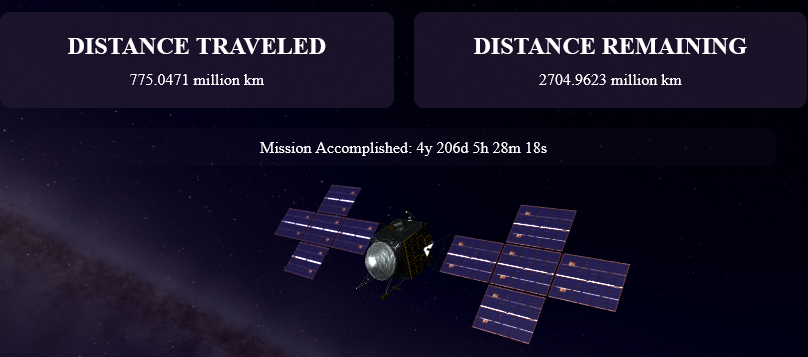 DISTANCE TRAVELED
775.0471 million km
DISTANCE REMAINING
2704.9623 million km
Mission Accomplished: 4y 206d 5h 28m 18s